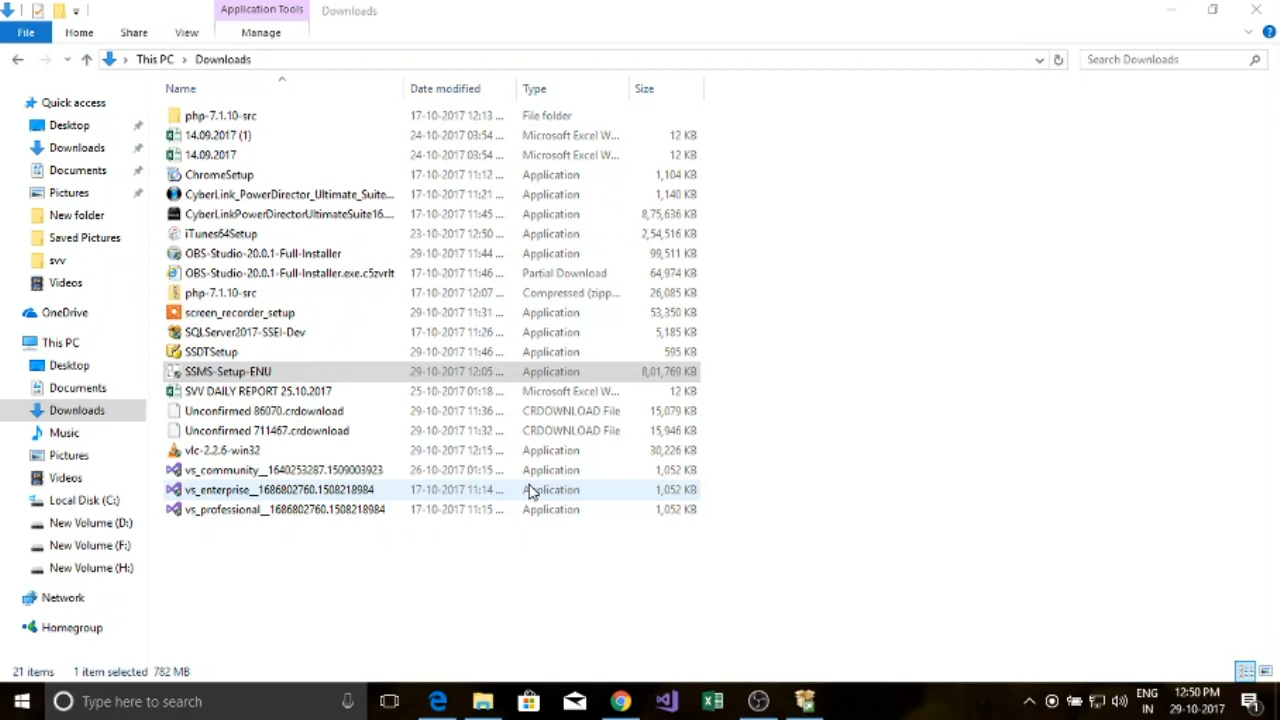 Application Tools Downloads
File Home Share View Manage
This PC Downloads Search Downloads
Name Date modified Type Size
Quick access
Desktop
Downloads
Documents
Pictures
New folder
Saved Pictures
svv
Videos
OneDrive
This PC
Desktop
Documents
Downloads
Music
Pictures
Videos
Local Disk (C:)
New Volume (D:)
New Volume (F:)
New Volume (H:)
Network
Homegroup
php-7.1.10-src 17-10-2017 12:13 ... File folder
14.09.2017 (1) 24-10-2017 03:54 ... Microsoft Excel W... 12 KB
14.09.2017 24-10-2017 03:54 ... Microsoft Excel W... 12 KB
ChromeSetup 17-10-2017 11:12 ... Application 1,104 KB
CyberLink_PowerDirector_Ultimate_Suite... 17-10-2017 11:21 ... Application 1,140 KB
CyberLinkPowerDirectorUltimateSuite16.... 17-10-2017 11:45 ... Application 8,75,636 KB
iTunes64Setup 23-10-2017 12:50 ... Application 2,54,516 KB
OBS-Studio-20.0.1-Full-Installer 29-10-2017 11:44 ... Application 99,511 KB
OBS-Studio-20.0.1-Full-Installer.exe.c5zvrlt 17-10-2017 11:46 ... Partial Download 64,974 KB
php-7.1.10-src 17-10-2017 12:07 ... Compressed (zipp... 26,085 KB
screen_recorder_setup 29-10-2017 11:31 ... Application 53,350 KB
SQLServer2017-SSEI-Dev 17-10-2017 11:26 ... Application 5,185 KB
SSDTSetup 29-10-2017 11:46 ... Application 595 KB
SSMS-Setup-ENU 29-10-2017 12:05 ... Application 8,01,769 KB
SVV DAILY REPORT 25.10.2017 25-10-2017 01:18 ... Microsoft Excel W... 12 KB
Unconfirmed 86070.crdownload 29-10-2017 11:36 ... CRDOWNLOAD File 15,079 KB
Unconfirmed 711467.crdownload 29-10-2017 11:32 ... CRDOWNLOAD File 15,946 KB
vlc-2.2.6-win32 29-10-2017 12:15 ... Application 30,226 KB
vs_community__1640253287.1509003923 26-10-2017 01:15 ... Application 1,052 KB
vs_enterprise__1686802760.1508218984 17-10-2017 11:14 ... Application 1,052 KB
vs_professional__1686802760.1508218984 17-10-2017 11:15 ... Application 1,052 KB
21 items 1 item selected 782 MB
Type here to search
ENG 12:50 PM
IN 29-10-2017 1